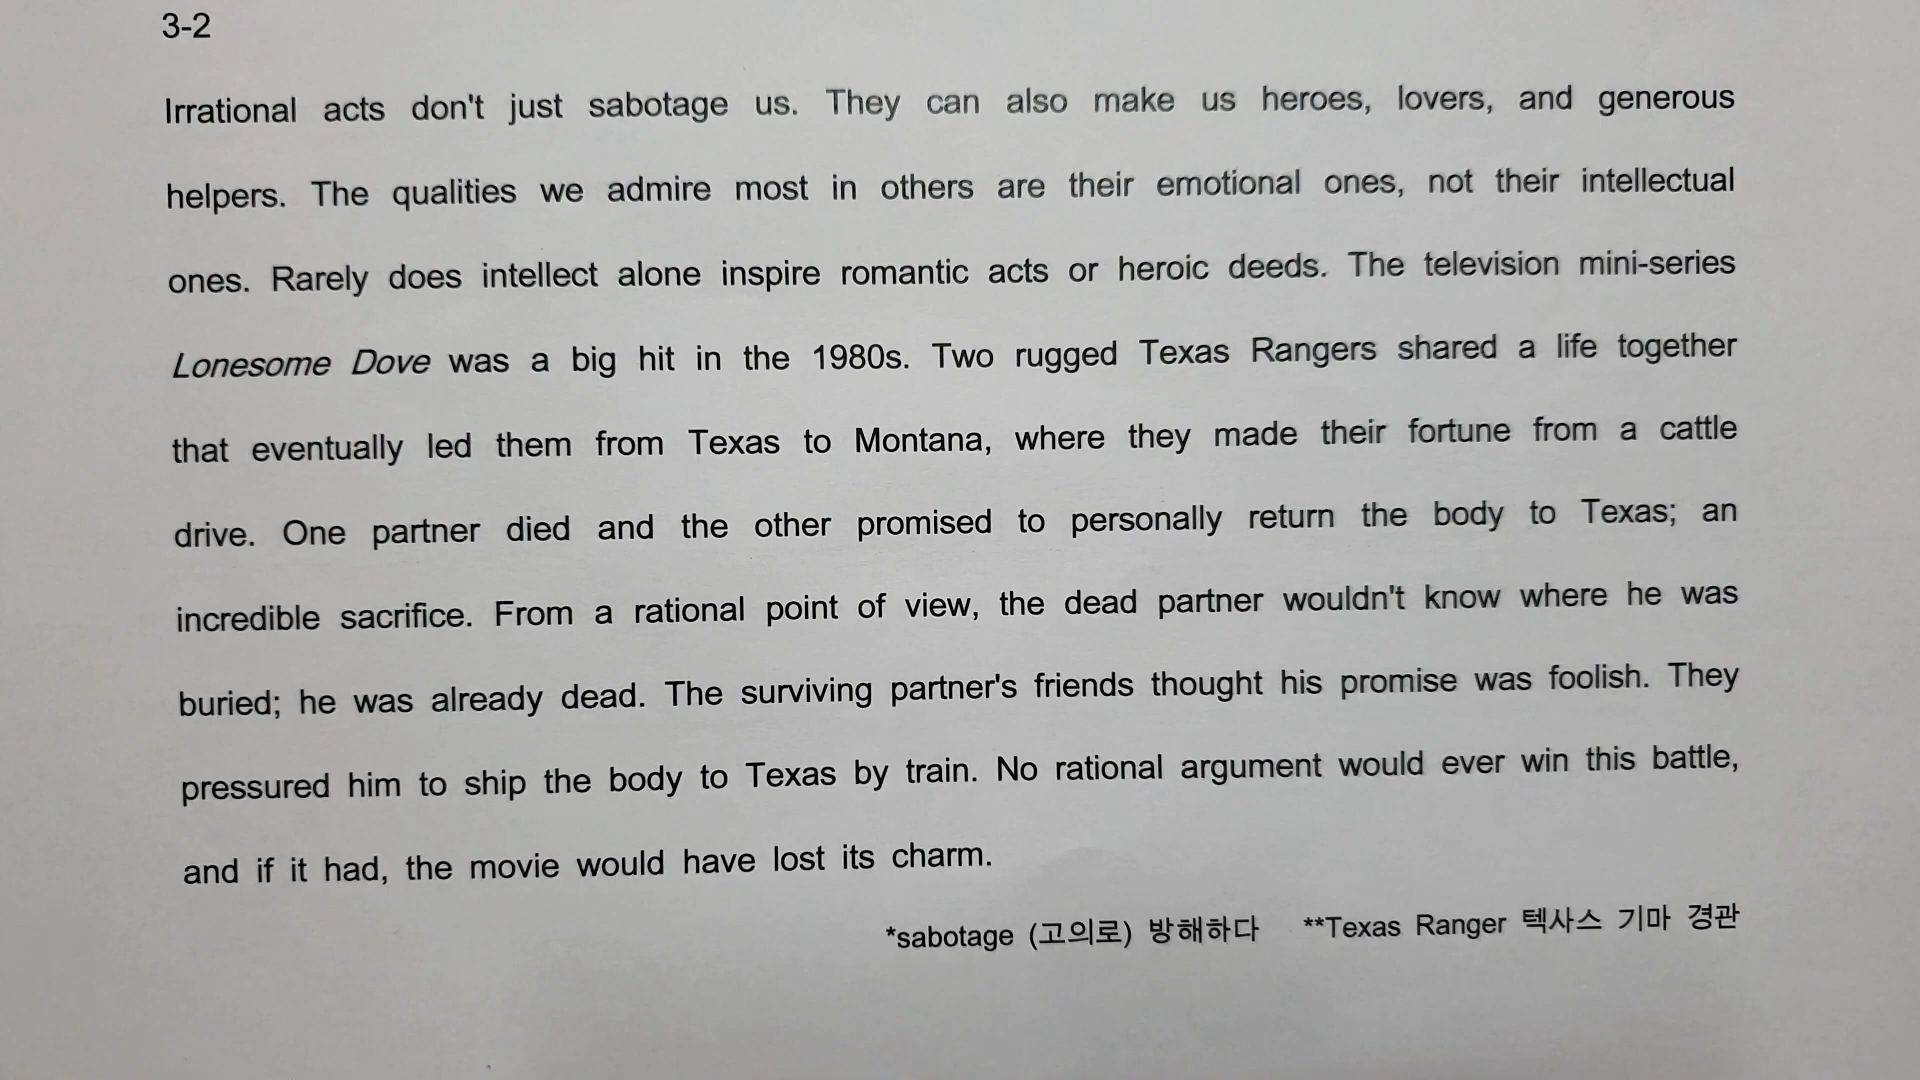 3-2
Irrational acts don't just sabotage us. They can also make us heroes, lovers, and generous
helpers. The qualities we admire most in others are their emotional ones, not their intellectual
ones. Rarely does intellect alone inspire romantic acts or heroic deeds. The television mini-series
Lonesome Dove was a big hit in the 1980s. Two rugged Texas Rangers shared a life together
that eventually led them from Texas to Montana, where they made their fortune from a cattle
drive. One partner died and the other promised to personally return the body to Texas; an
incredible sacrifice. From a rational point of view, the dead partner wouldn't know where he was
buried; he was already dead. The surviving partner's friends thought his promise was foolish. They
pressured him to ship the body to Texas by train. No rational argument would ever win this battle,
and if it had, the movie would have lost its charm.
*sabotage (고의로) 방해하다 **Texas Ranger 텍사스 기마 경관